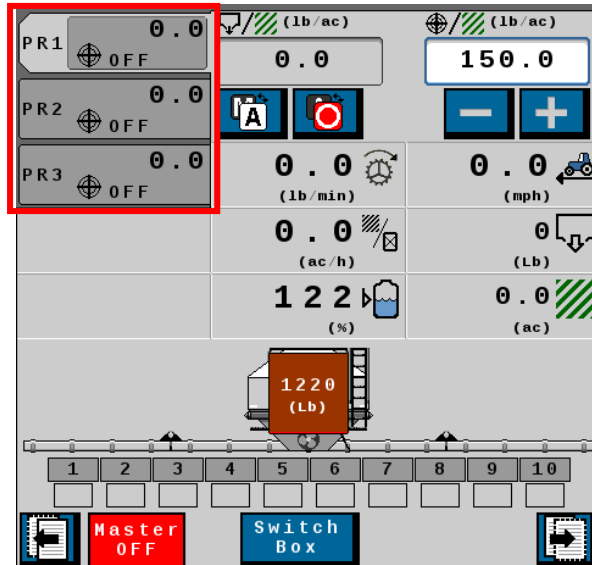 PR1 0.0
OFF
PR2 0.0
OFF
PR3 0.0
OFF
/ (lb/ac)
0.0
/ (lb/ac)
150.0
A
− +
0.0
(lb/min)
0.0
(mph)
0.0
(ac/h)
0
(Lb)
122
(%)
0.0
(ac)
1220
(Lb)
1 2 3 4 5 6 7 8 9 10
Master
OFF
Switch
Box